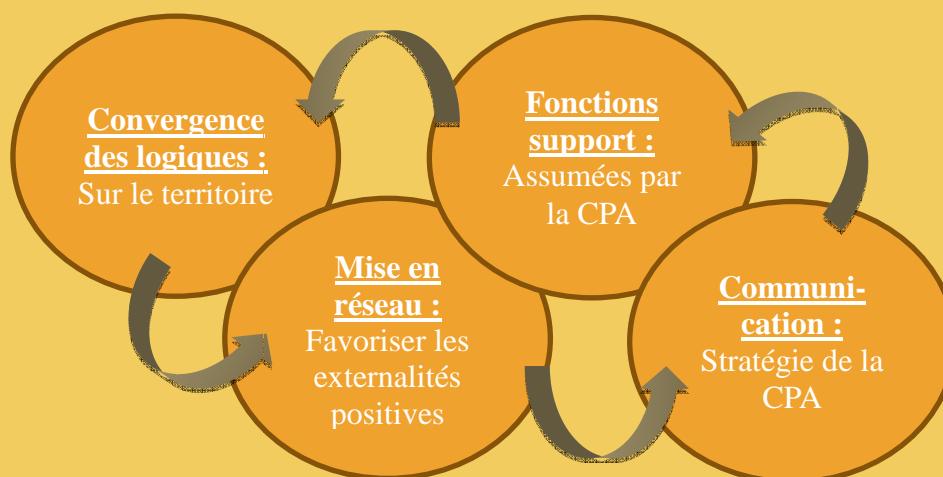 Convergence
des logiques :
Sur le territoire
Mise en
réseau :
Favoriser les
externalités
positives
Fonctions
support :
Assumées par
la CPA
Communi-
cation :
Stratégie de la
CPA